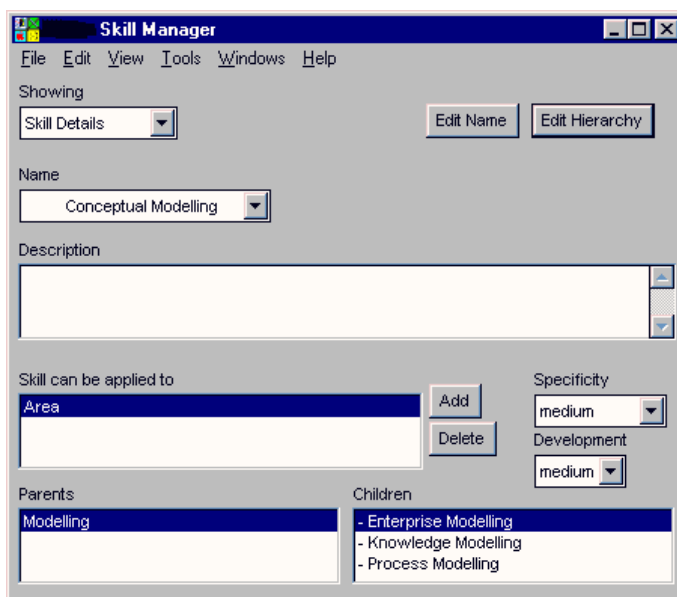 Skill Manager
File Edit View Tools Windows Help
Showing
Skill Details Edit Name Edit Hierarchy
Name
Conceptual Modelling
Description
Skill can be applied to Specificity
Area Add medium
Delete Development
medium
Parents Children
Modelling - Enterprise Modelling
- Knowledge Modelling
- Process Modelling